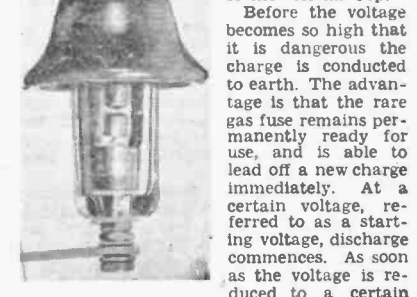 Before the voltage
becomes so high that
it is dangerous the
charge is conducted
to earth. The advan-
tage is that the rare
gas fuse remains per-
manently ready for
use, and is able to
lead off a new charge
immediately. At a
certain voltage, re-
ferred to as a start-
ing voltage, discharge
commences. As soon
as the voltage is re-
duced to a certain